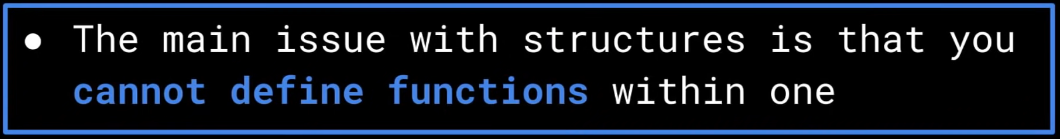 ● The main issue with structures is that you
cannot define functions within one